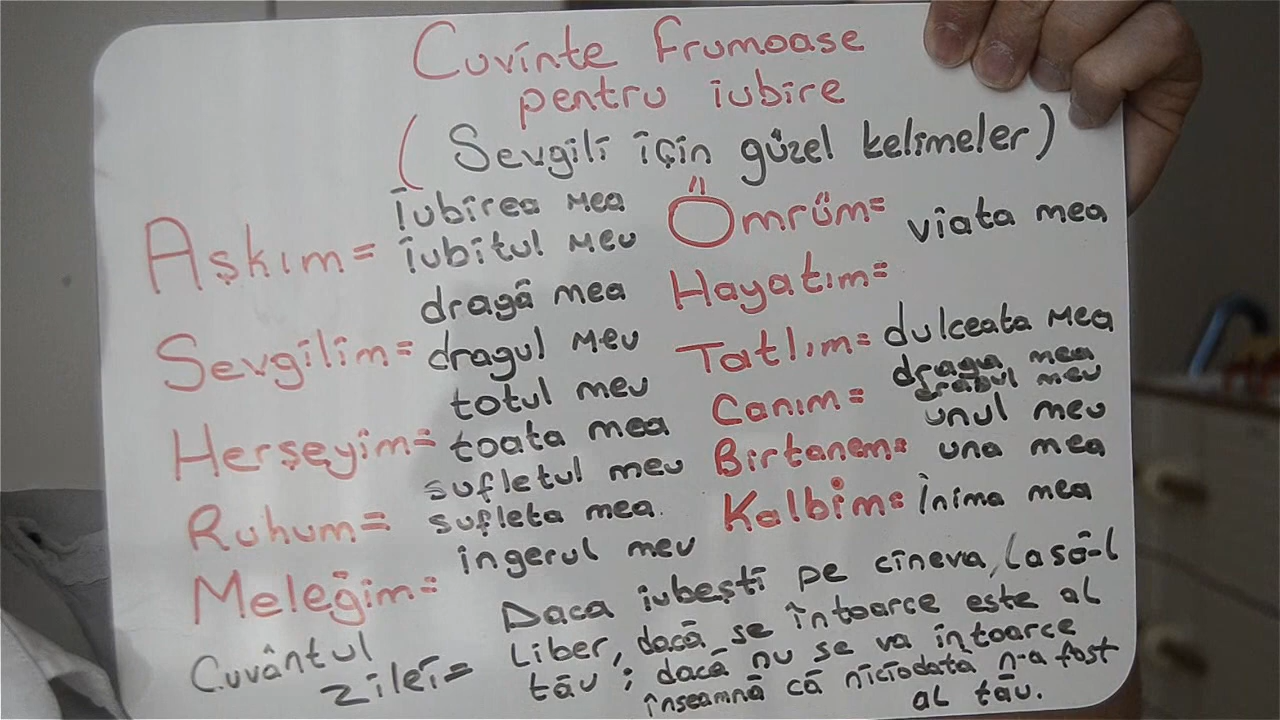 Cuvinte frumoase
pentru iubire
(Sevgili için güzel kelimeler)
Aşkım = iubirea mea
iubitul meu
Sevgilim = dragă mea
dragul meu
Herşeyim = totul meu
toata mea
Ruhum = sufletul meu
sufleta mea.
Meleğim = ingerul meu
Ömrüm = viata mea
Hayatım =
Tatlım = dulceata mea
Canım = draga mea
dragul meu
Birtanem = unul meu
una mea
Kalbim = inima mea
Cuvântul
zilei =
Daca iubeşti pe cineva, lasă-l
Liber, dacă se întoarce este al
tău; dacă nu se va intoarce
înseamnă că niciodată n-a fost
al tău.